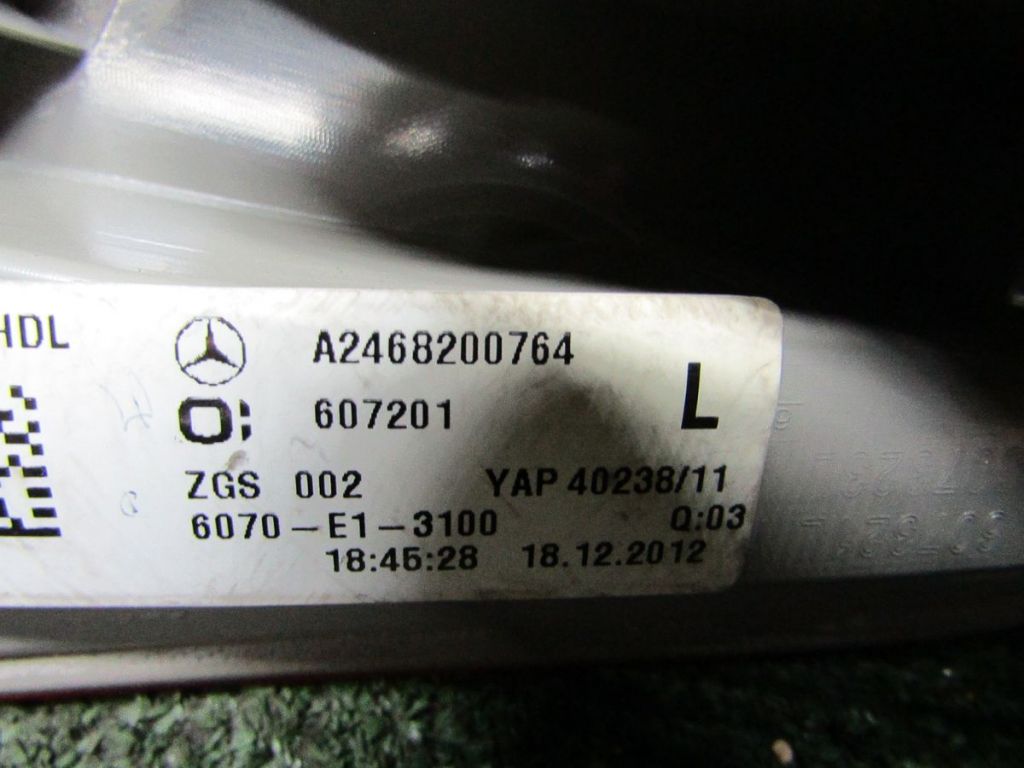 HDL
A2468200764
607201
L
ZGS 002 YAP 40238/11
6070-E1-3100 Q:03
18:45:28 18.12.2012